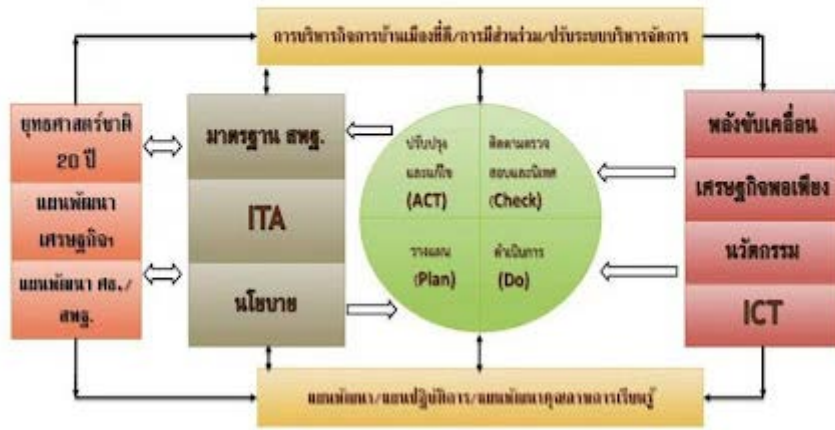 การบริหารกิจการบ้านเมืองที่ดี/การมีส่วนร่วม/ปรับระบบบริหารจัดการ
ยุทธศาสตร์ชาติ
20 ปี
แผนพัฒนา
เศรษฐกิจฯ
แผนพัฒนา ศธ./
สพฐ.
มาตรฐาน สพฐ.
ITA
นโยบาย
ปรับปรุง
และแก้ไข
(ACT)
ติดตามตรวจ
สอบและนิเทศ
(Check)
วางแผน
(Plan)
ดำเนินการ
(Do)
พลังขับเคลื่อน
เศรษฐกิจพอเพียง
นวัตกรรม
ICT
แผนพัฒนา/แผนปฏิบัติการ/แผนพัฒนาคุณภาพการเรียนรู้